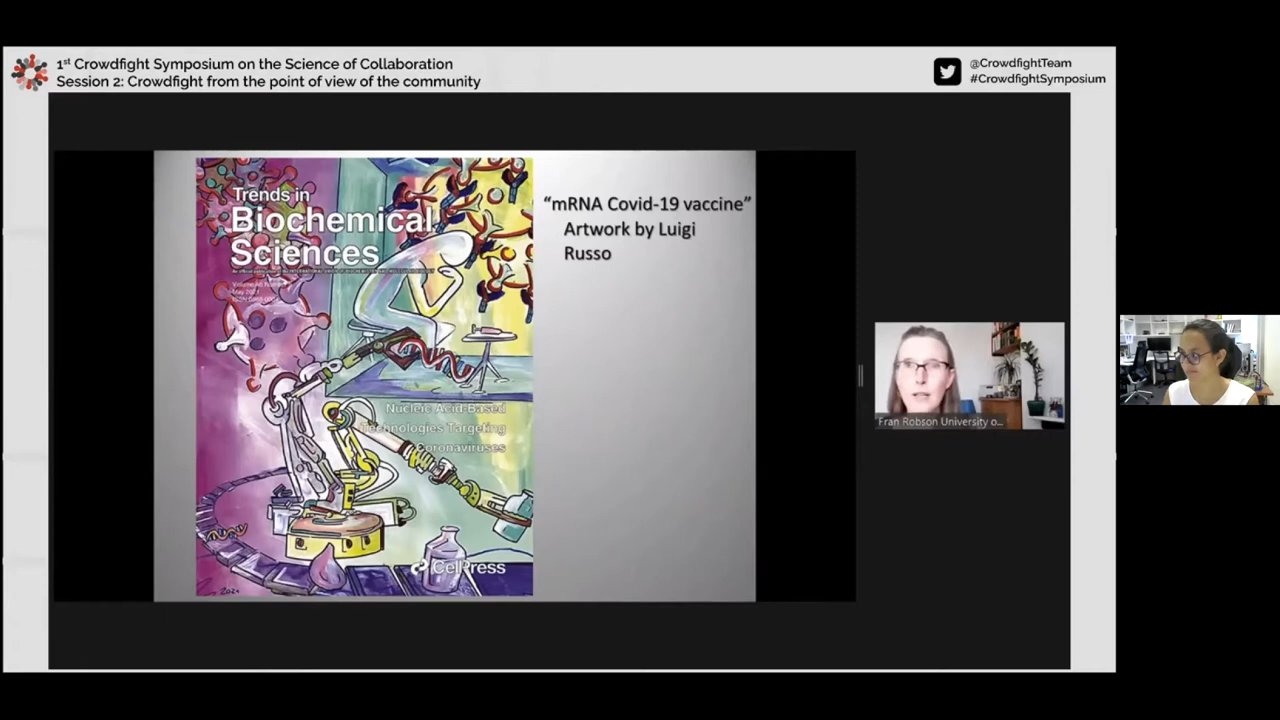 1st Crowdfight Symposium on the Science of Collaboration
Session 2: Crowdfight from the point of view of the community
@CrowdfightTeam
#CrowdfightSymposium
Trends in
Biochemical
Sciences
May 2021
"mRNA Covid-19 vaccine"
Artwork by Luigi
Russo
Nucleic Acid-Based
Technologies Targeting
Coronaviruses
CellPress
Fran Robson University o...